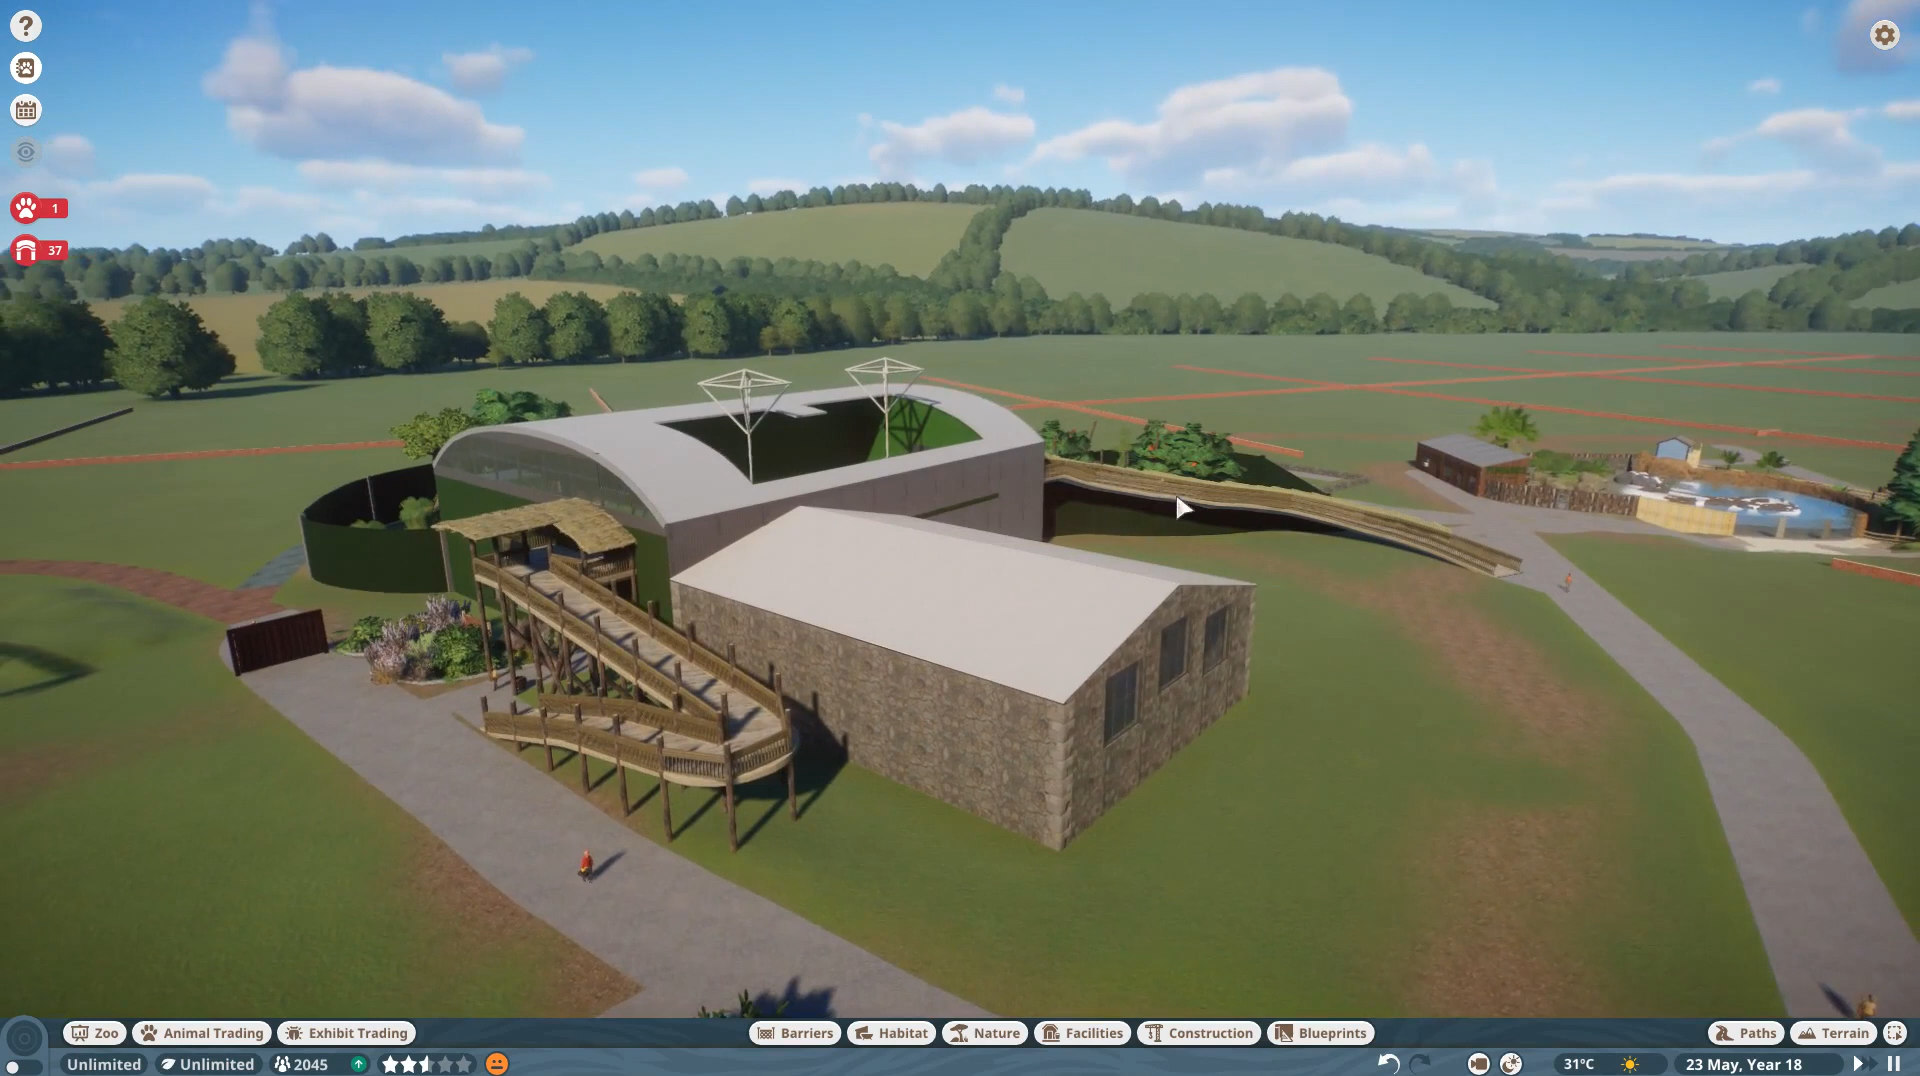 ?
1
37
Zoo Animal Trading Exhibit Trading Barriers Habitat Nature Facilities Construction Blueprints Paths Terrain
Unlimited Unlimited 2045 31°C 23 May, Year 18